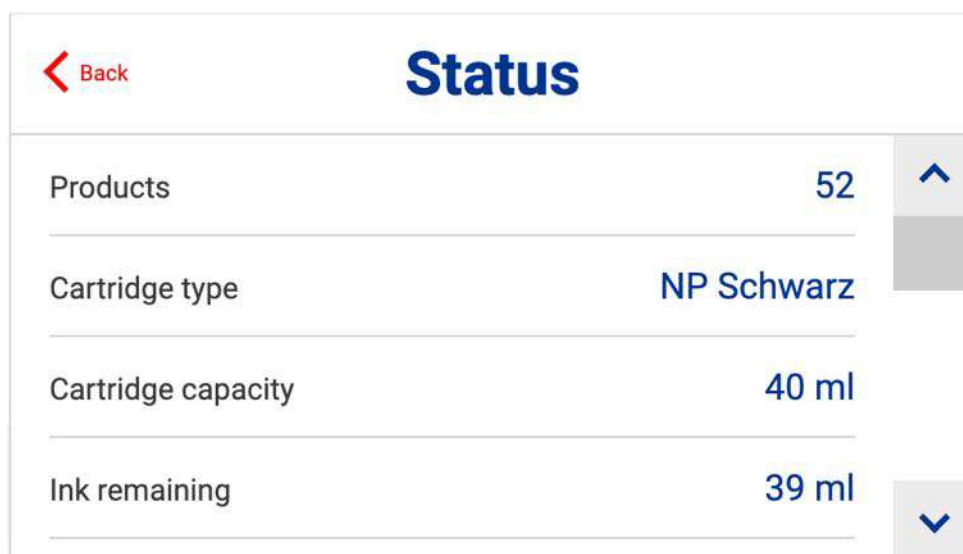 Back
Status
Products 52
Cartridge type NP Schwarz
Cartridge capacity 40 ml
Ink remaining 39 ml